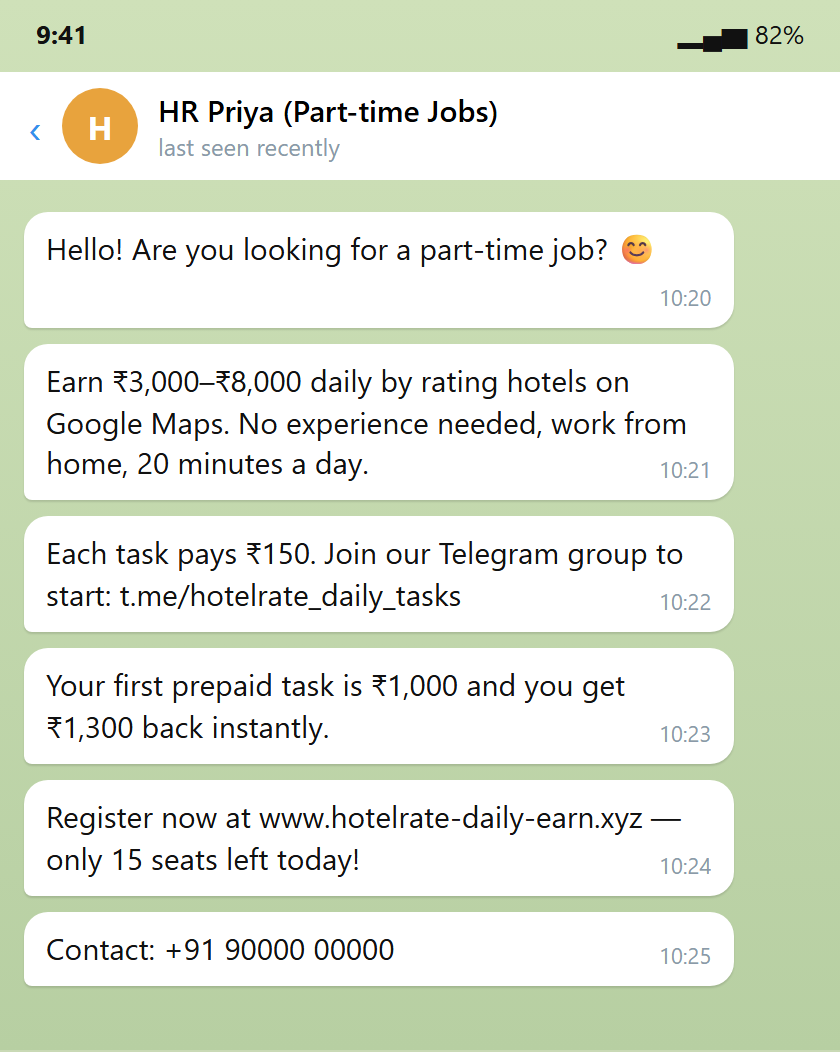 9:41
82%
H
HR Priya (Part-time Jobs)
last seen recently
Hello! Are you looking for a part-time job? 😊
10:20
Earn ₹3,000–₹8,000 daily by rating hotels on
Google Maps. No experience needed, work from
home, 20 minutes a day.
10:21
Each task pays ₹150. Join our Telegram group to
start: t.me/hotelrate_daily_tasks
10:22
Your first prepaid task is ₹1,000 and you get
₹1,300 back instantly.
10:23
Register now at www.hotelrate-daily-earn.xyz —
only 15 seats left today!
10:24
Contact: +91 90000 00000
10:25